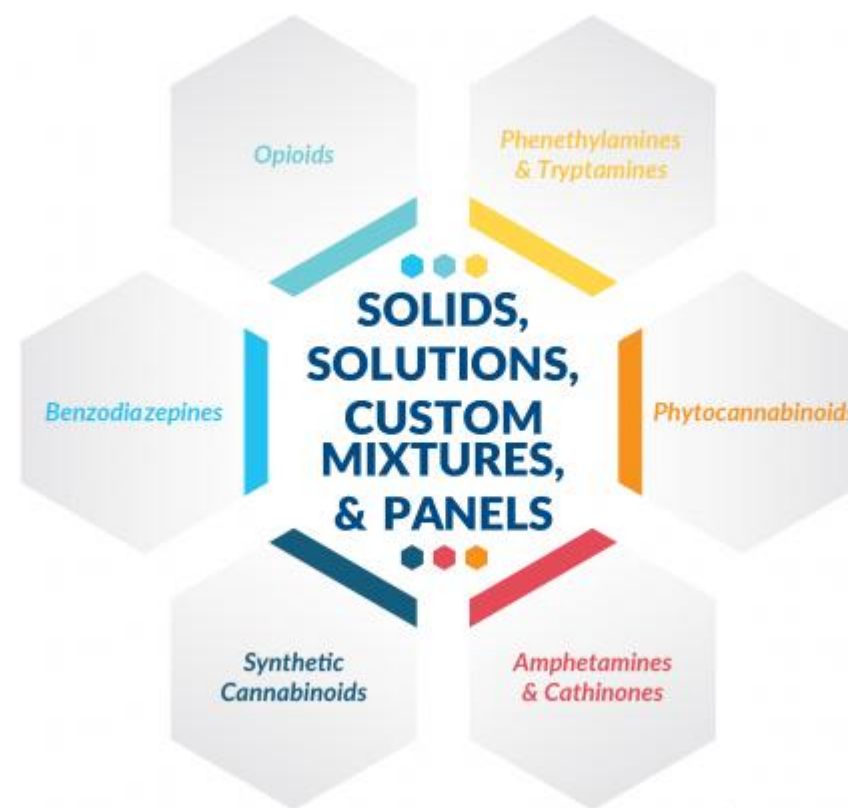 Opioids
Phenethylamines
& Tryptamines
SOLIDS,
SOLUTIONS,
CUSTOM
MIXTURES,
& PANELS
Benzodiazepines
Phytocannabinoids
Synthetic
Cannabinoids
Amphetamines
& Cathinones